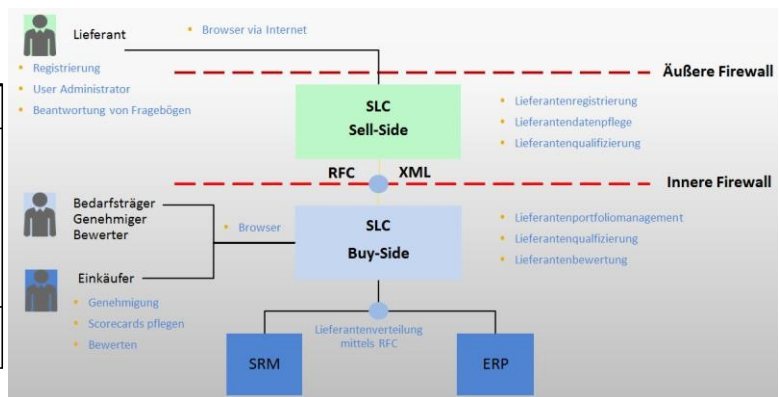 Lieferant
Browser via Internet
Registrierung
User Administrator
Beantwortung von Fragebögen
Äußere Firewall
SLC
Sell-Side
Lieferantenregistrierung
Lieferantendatenpflege
Lieferantenqualifizierung
RFC XML
Innere Firewall
Bedarfsträger
Genehmiger
Bewerter
Browser
SLC
Buy-Side
Lieferantenportfoliomanagement
Lieferantenqualfizierung
Lieferantenbewertung
Einkäufer
Genehmigung
Scorecards pflegen
Bewerten
Lieferantenverteilung
mittels RFC
SRM
ERP